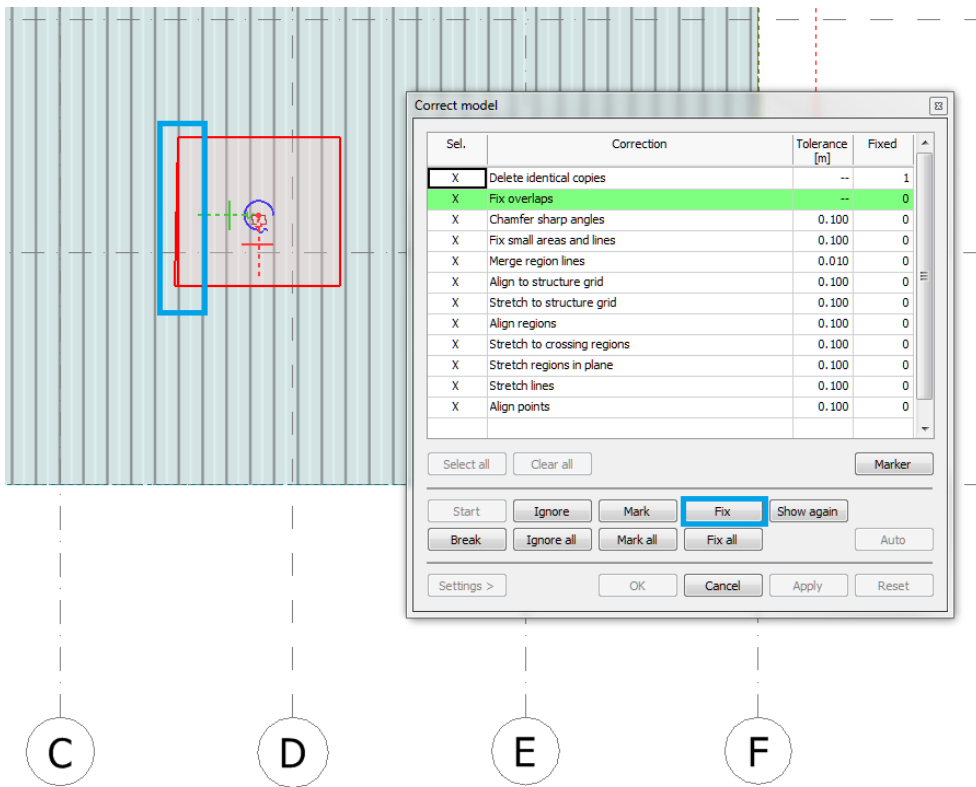 Correct model
Sel. Correction Tolerance [m] Fixed
X Delete identical copies -- 1
X Fix overlaps -- 0
X Chamfer sharp angles 0.100 0
X Fix small areas and lines 0.100 0
X Merge region lines 0.010 0
X Align to structure grid 0.100 0
X Stretch to structure grid 0.100 0
X Align regions 0.100 0
X Stretch to crossing regions 0.100 0
X Stretch regions in plane 0.100 0
X Stretch lines 0.100 0
X Align points 0.100 0
Select all Clear all Marker
Start Ignore Mark Fix Show again
Break Ignore all Mark all Fix all Auto
Settings > OK Cancel Apply Reset
C D E F